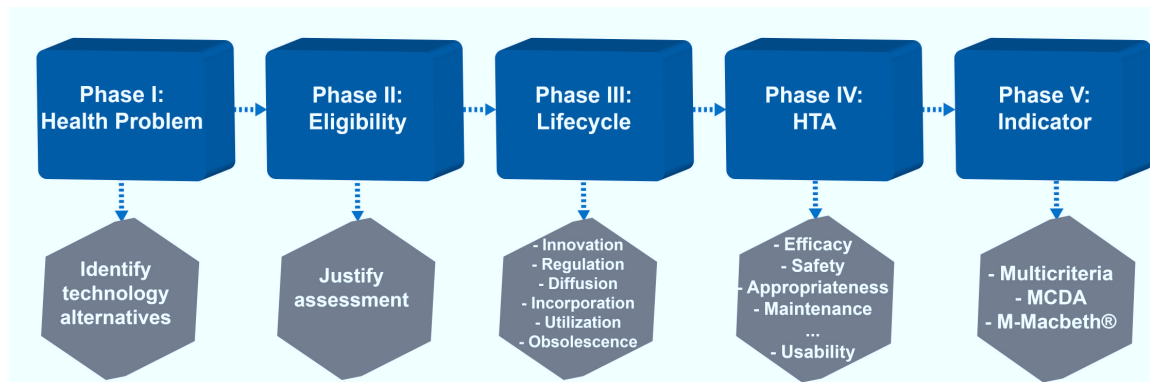 Phase I:
Health Problem
Phase II:
Eligibility
Phase III:
Lifecycle
Phase IV:
HTA
Phase V:
Indicator
Identify
technology
alternatives
Justify
assessment
- Innovation
- Regulation
- Diffusion
- Incorporation
- Utilization
- Obsolescence
- Efficacy
- Safety
- Appropriateness
- Maintenance
...
- Usability
- Multicriteria
- MCDA
- M-Macbeth®